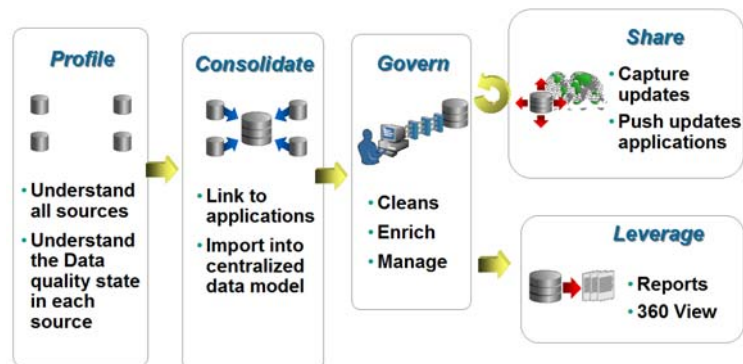 Profile
• Understand
all sources
• Understand
the Data
quality state
in each
source
Consolidate
• Link to
applications
• Import into
centralized
data model
Govern
• Cleans
• Enrich
• Manage
Share
• Capture
updates
• Push updates
applications
Leverage
• Reports
• 360 View